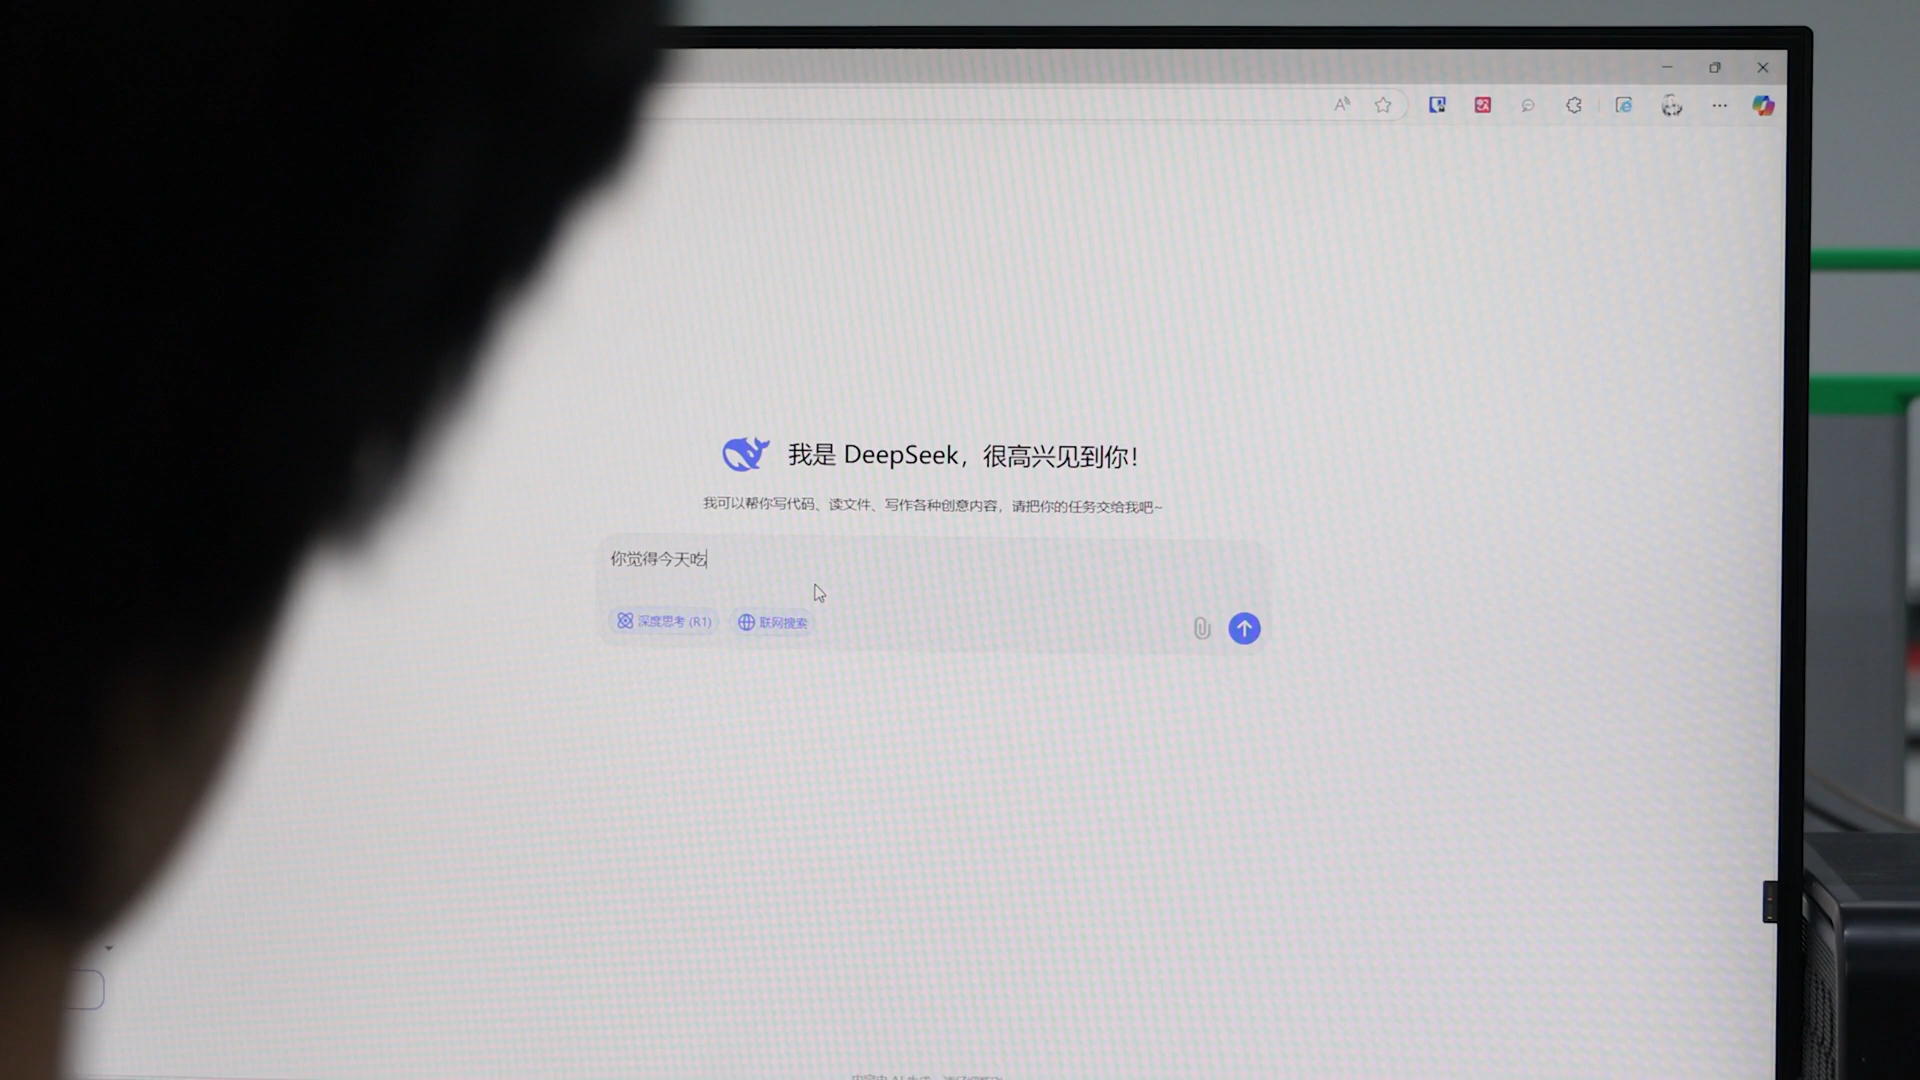 我是 DeepSeek，很高兴见到你！
我可以帮你写代码、读文件、写作各种创意内容，请把你的任务交给我吧~
你觉得今天吃
深度思考 (R1)
联网搜索